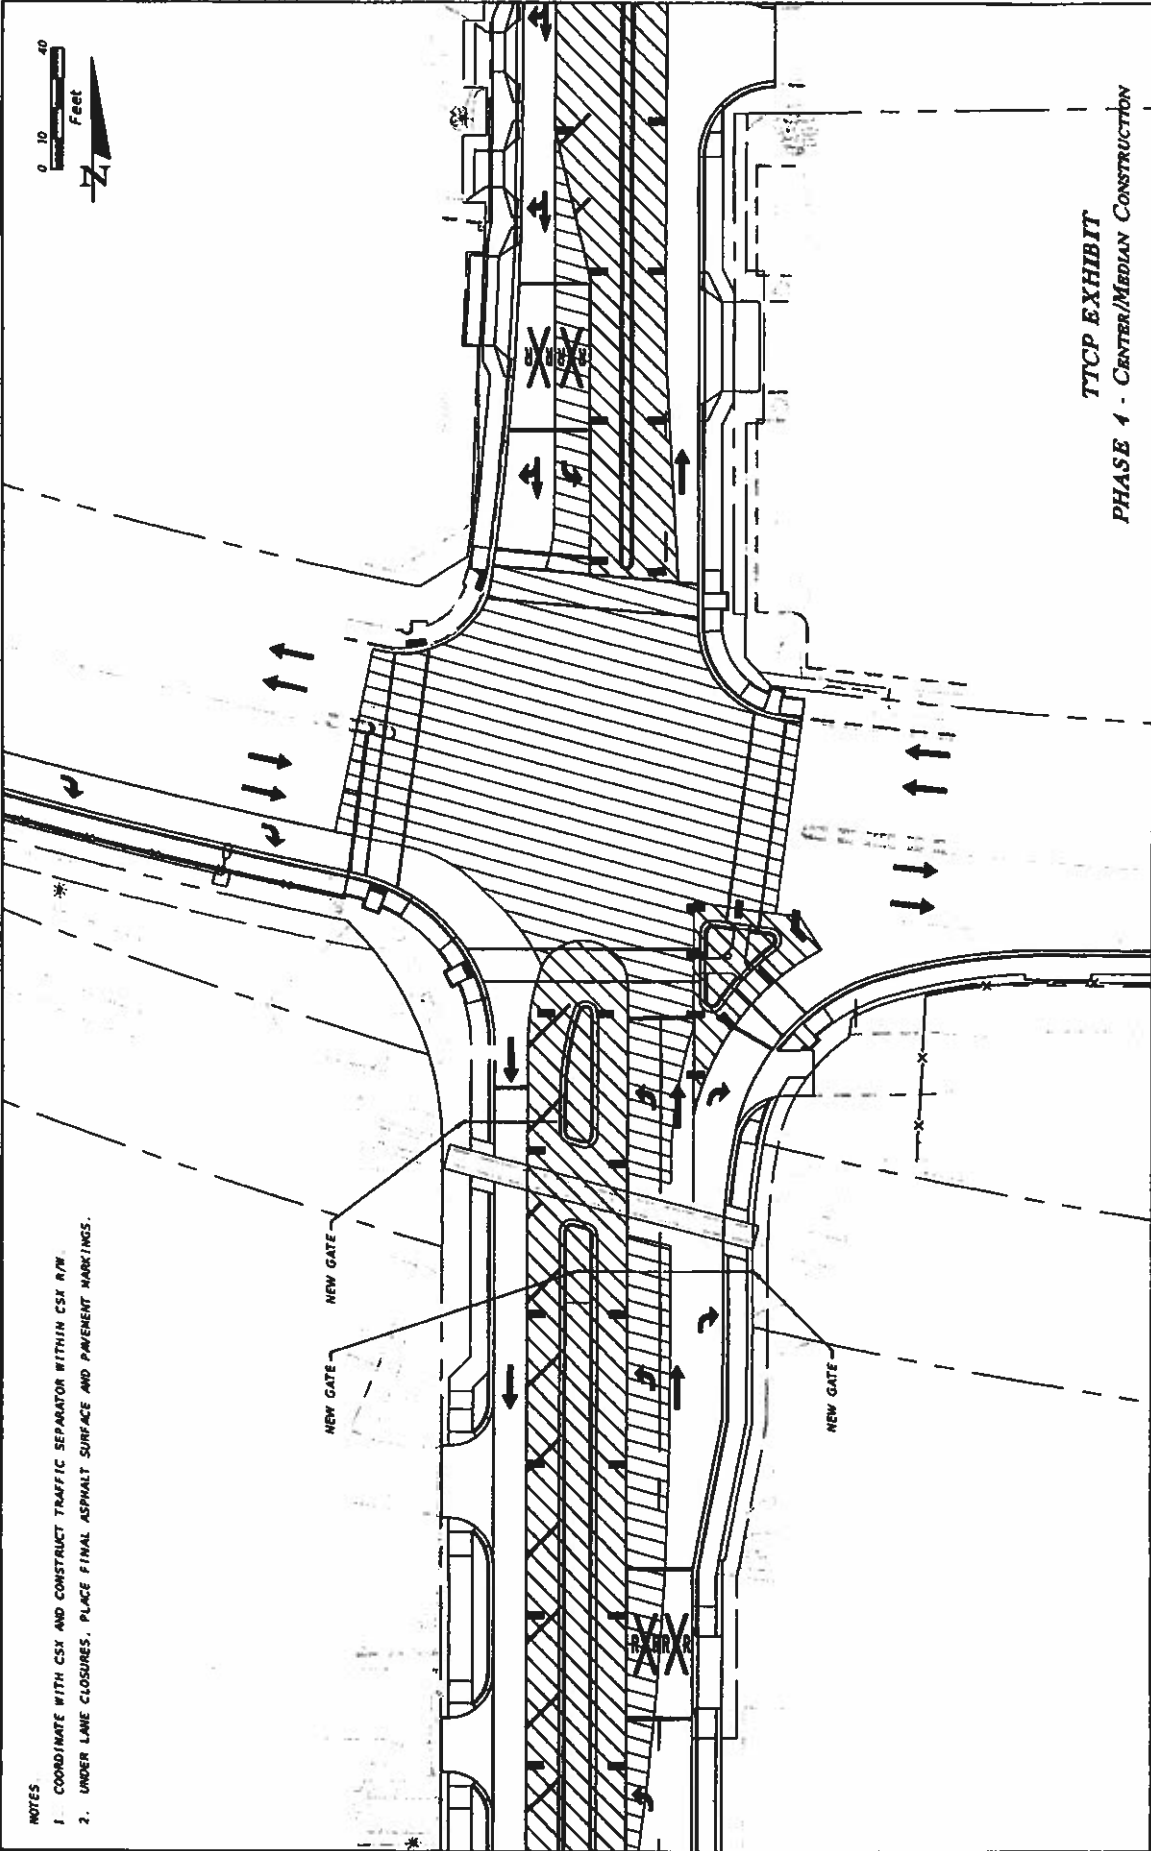 0 10 40
Feet
N
NOTES
1. COORDINATE WITH CSX AND CONSTRUCT TRAFFIC SEPARATOR WITHIN CSX R/W.
2. UNDER LANE CLOSURES, PLACE FINAL ASPHALT SURFACE AND PAVEMENT MARKINGS.
NEW GATE
NEW GATE
NEW GATE
R R
R R
R R
R R
TTCP EXHIBIT
PHASE 4 - CENTER/MEDIAN CONSTRUCTION